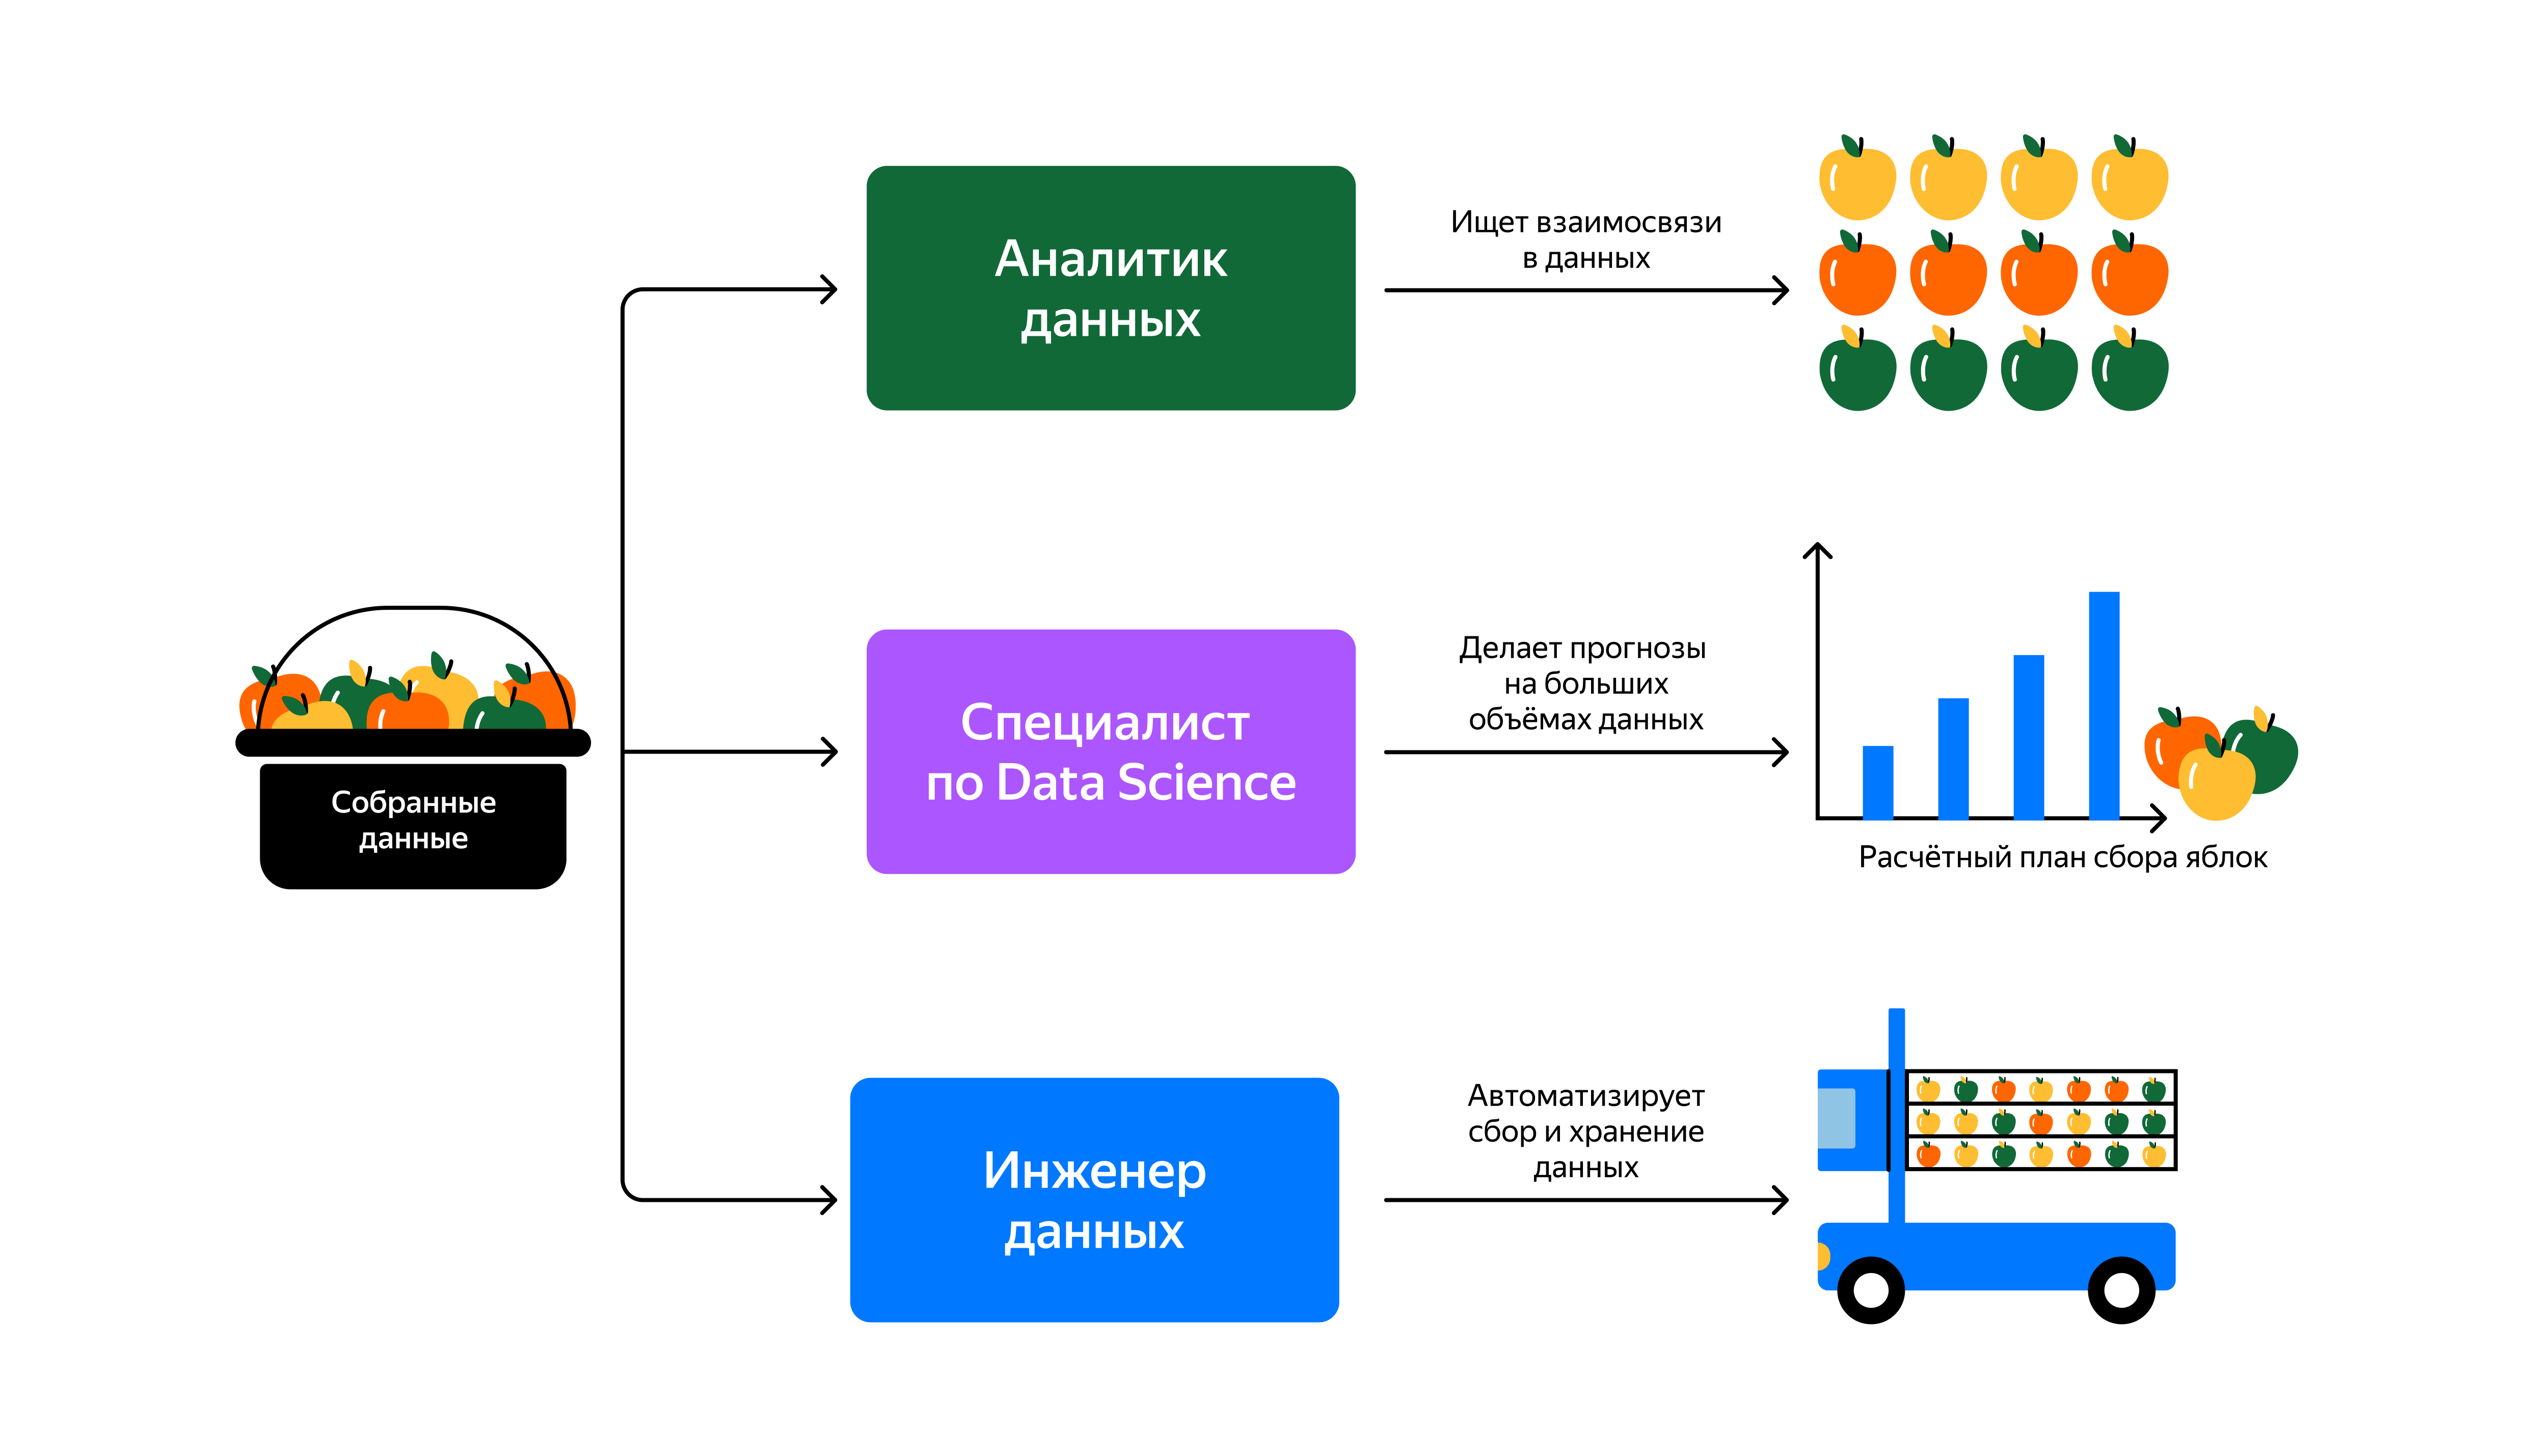 Собранные
данные
Аналитик
данных
Ищет взаимосвязи
в данных
Специалист
по Data Science
Делает прогнозы
на больших
объёмах данных
Расчётный план сбора яблок
Инженер
данных
Автоматизирует
сбор и хранение
данных